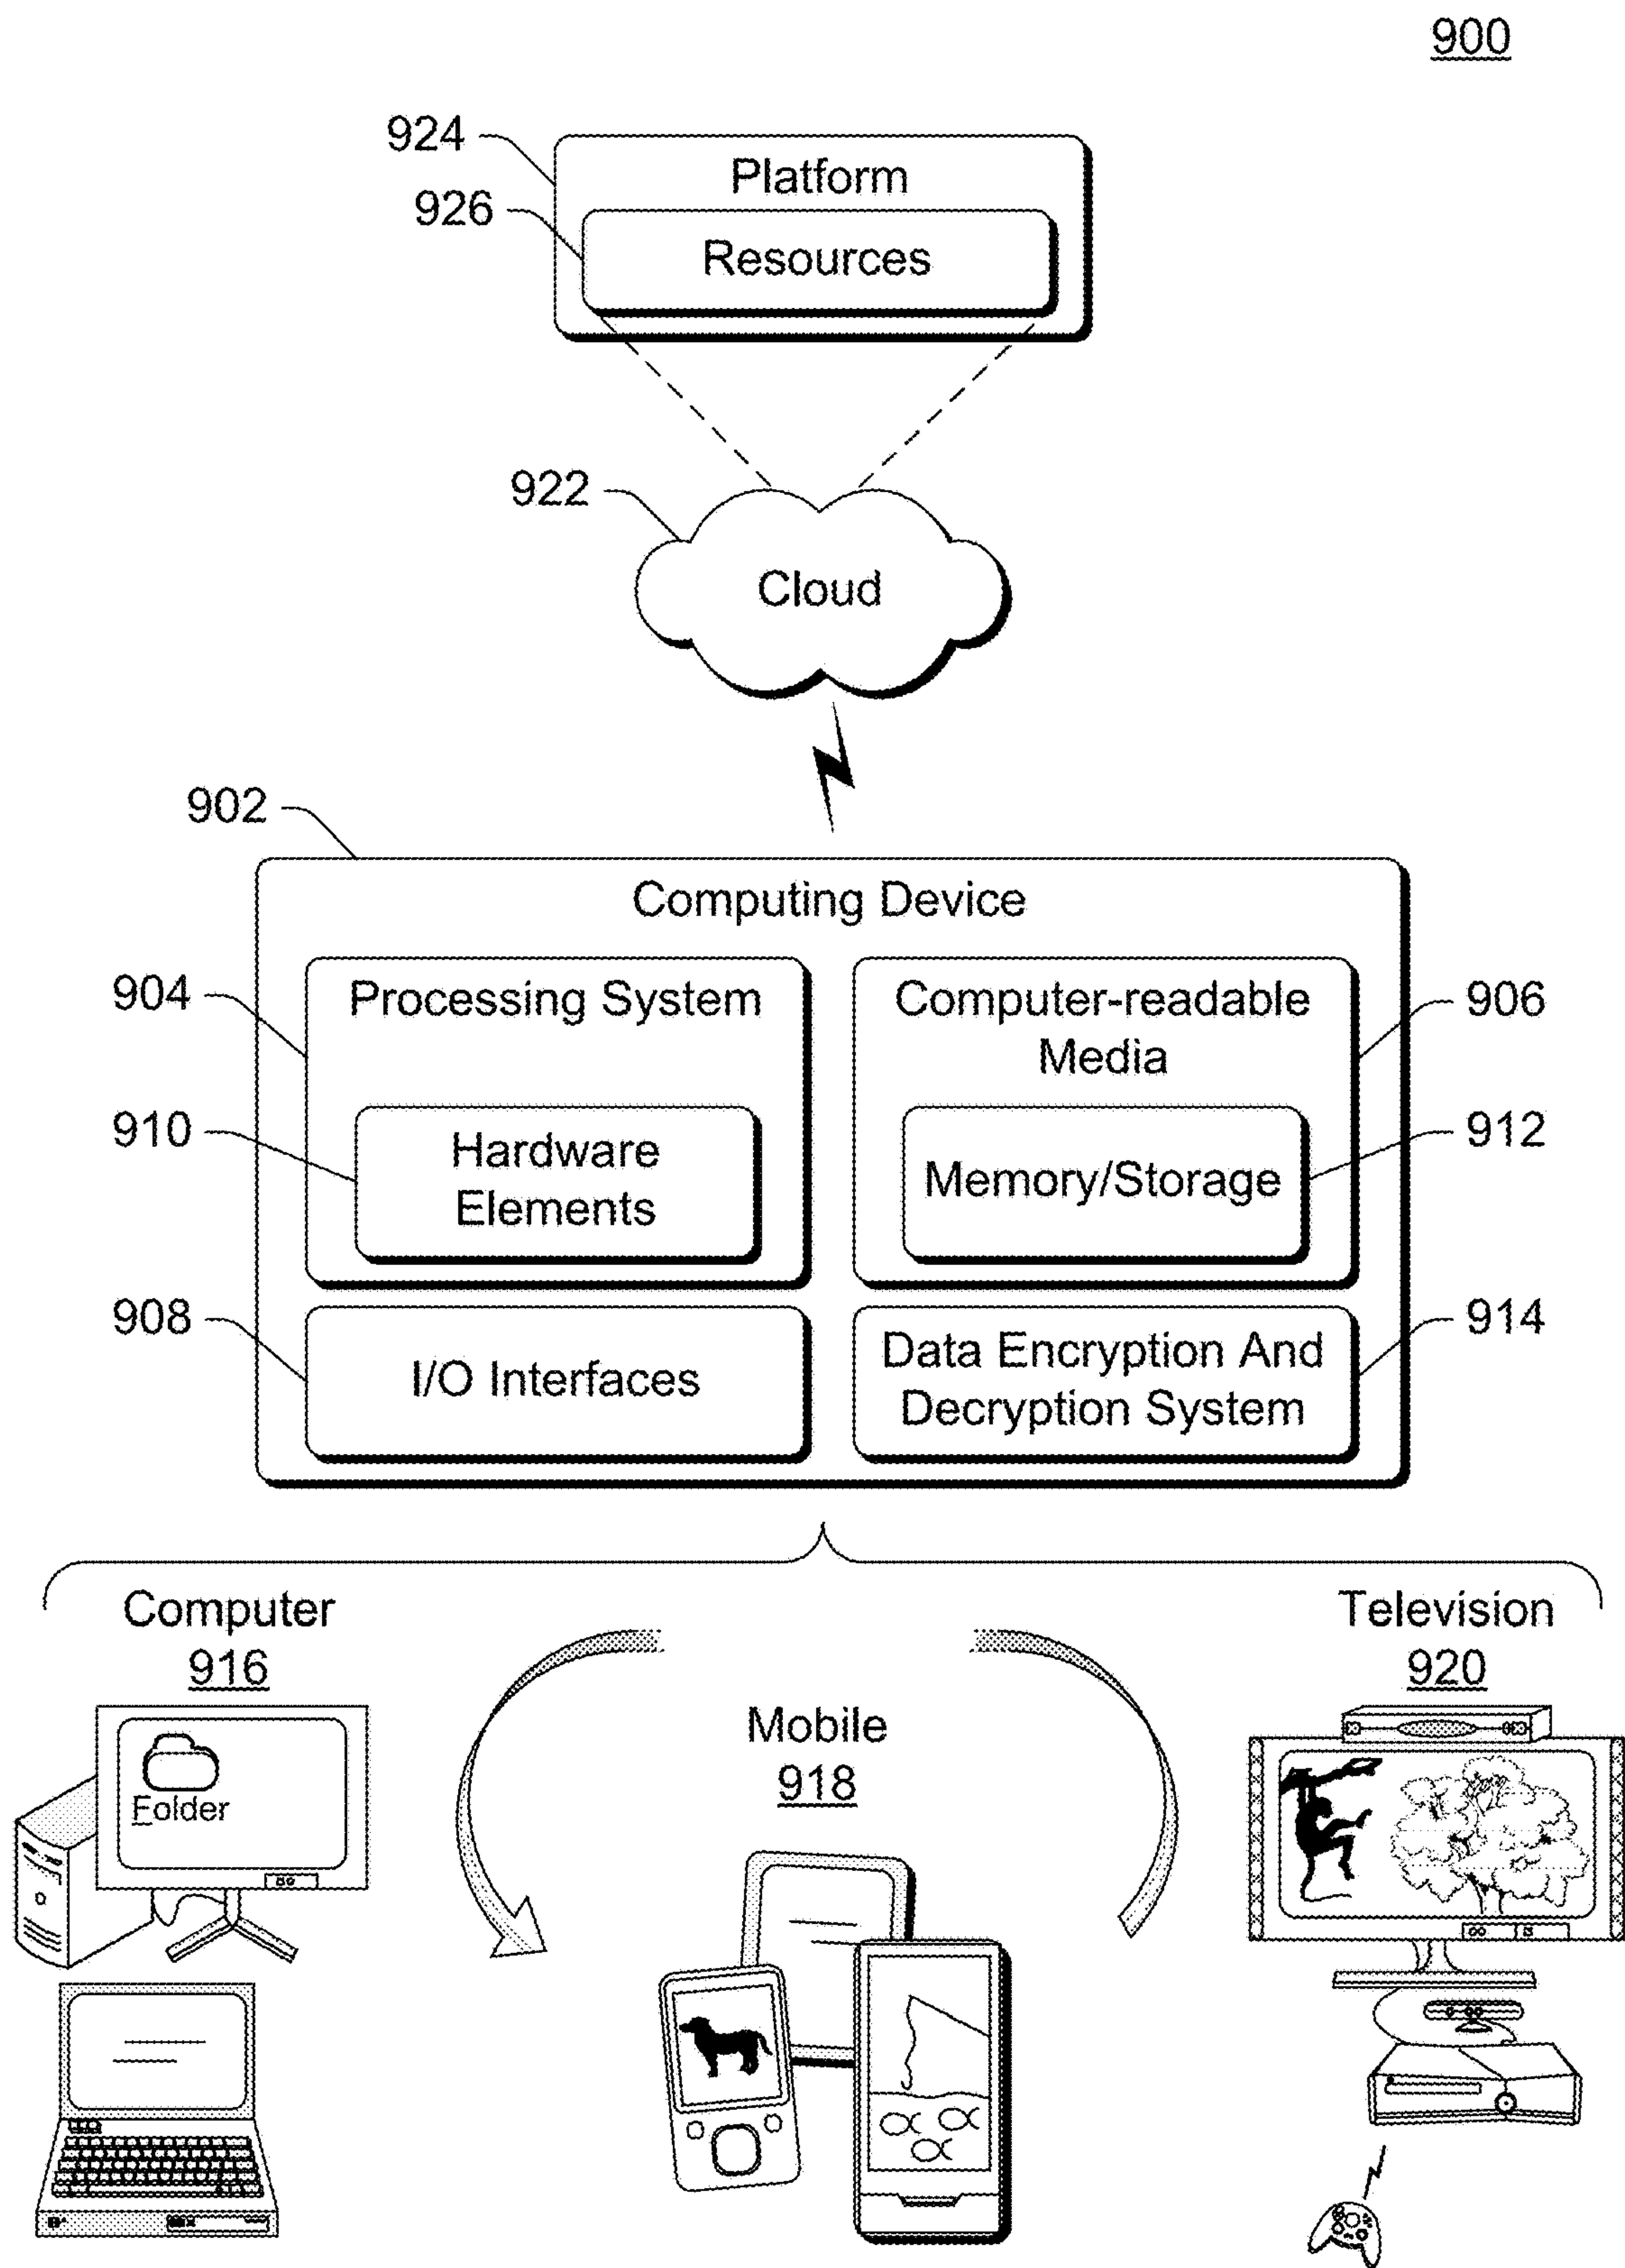 900
924
Platform
926
Resources
922
Cloud
902
Computing Device
904
Processing System
Computer-readable
Media
906
910
Hardware
Elements
Memory/Storage
912
908
I/O Interfaces
Data Encryption And
Decryption System
914
Computer
916
Folder
Mobile
918
Television
920